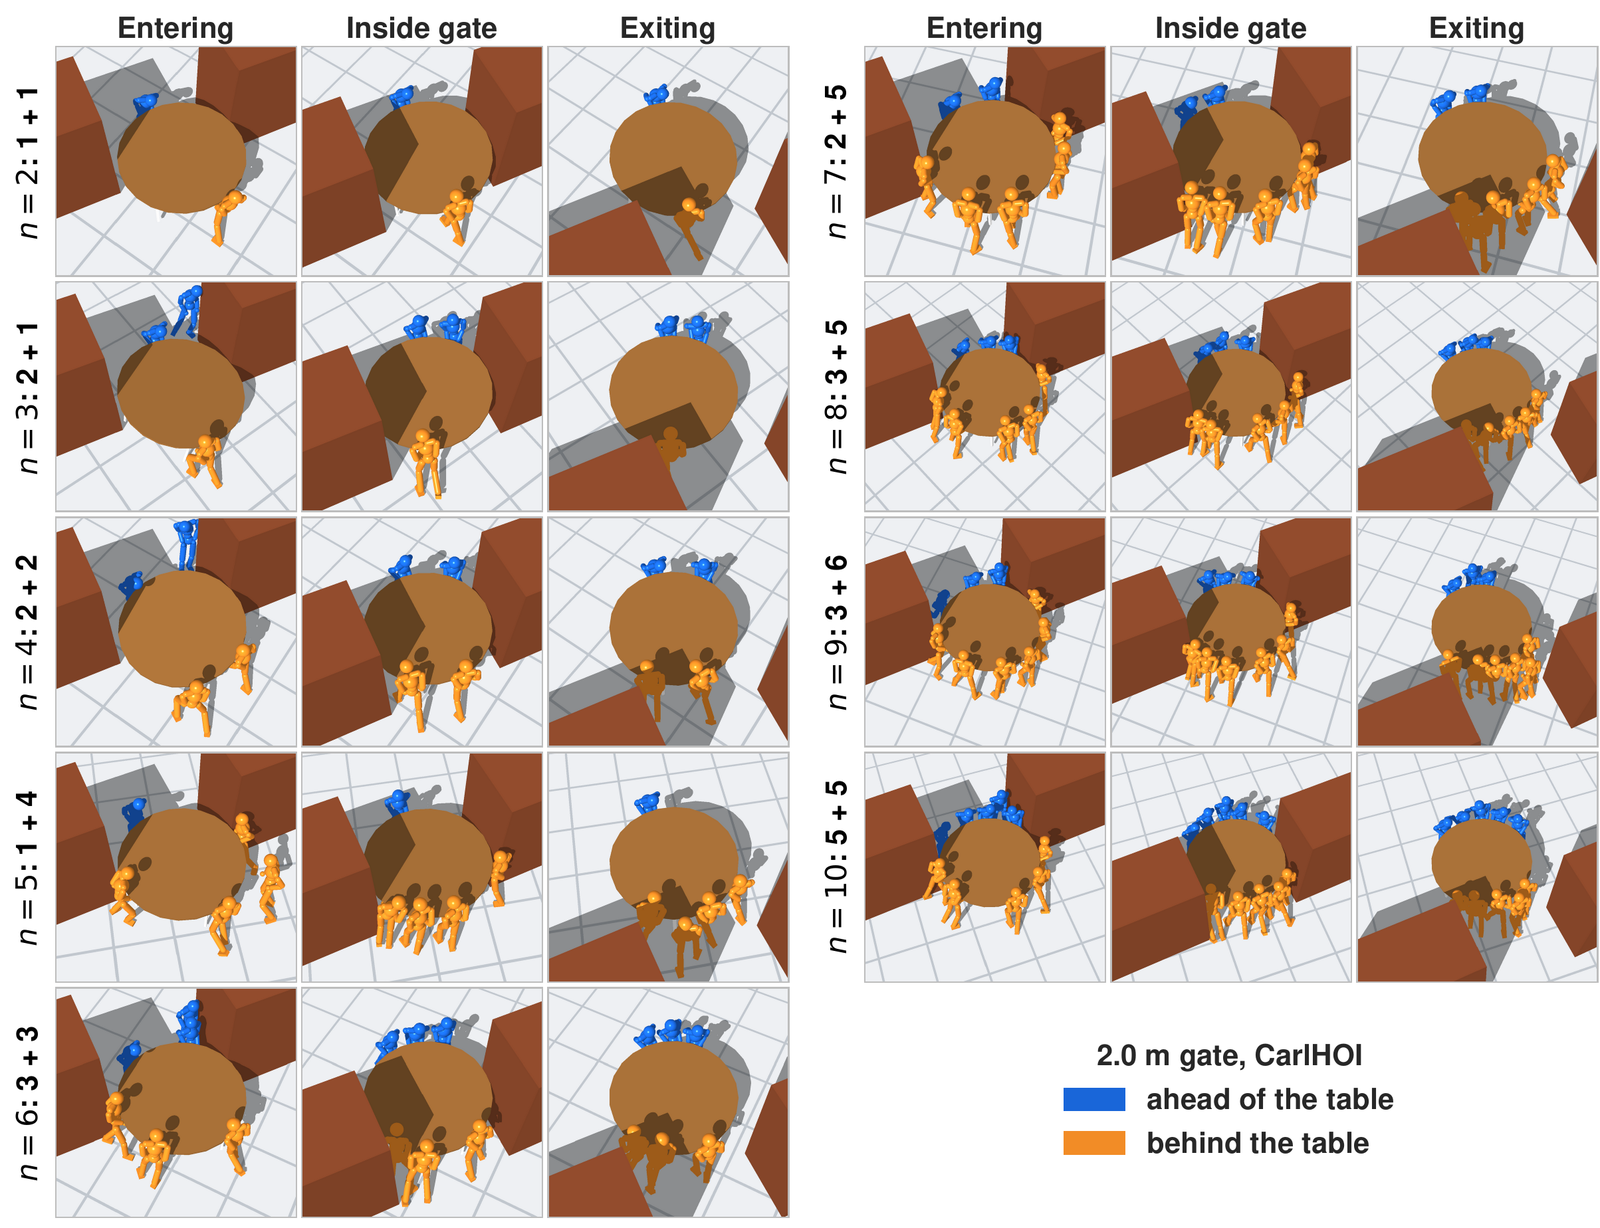 Entering Inside gate Exiting
n = 2: 1 + 1
n = 3: 2 + 1
n = 4: 2 + 2
n = 5: 1 + 4
n = 6: 3 + 3
Entering Inside gate Exiting
n = 7: 2 + 5
n = 8: 3 + 5
n = 9: 3 + 6
n = 10: 5 + 5
2.0 m gate, CarlHOI
ahead of the table
behind the table